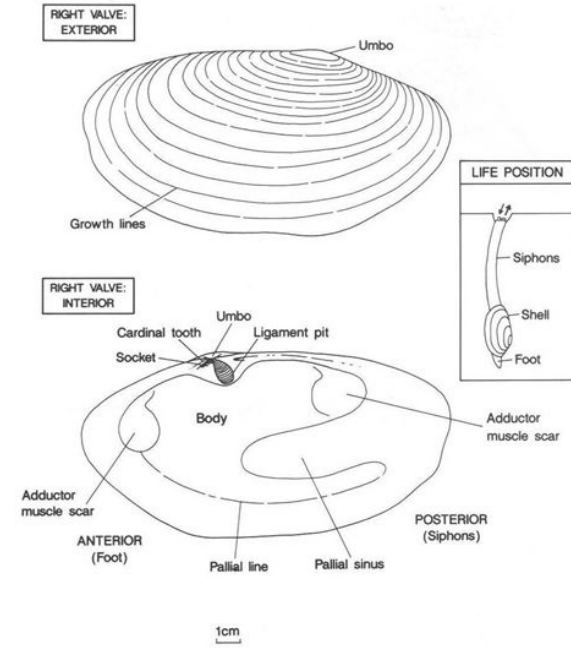 RIGHT VALVE:
EXTERIOR
Umbo
Growth lines
LIFE POSITION
Siphons
Shell
Foot
RIGHT VALVE:
INTERIOR
Umbo
Cardinal tooth
Ligament pit
Socket
Body
Adductor
muscle scar
Adductor
muscle scar
ANTERIOR
(Foot)
POSTERIOR
(Siphons)
Pallial line
Pallial sinus
1cm